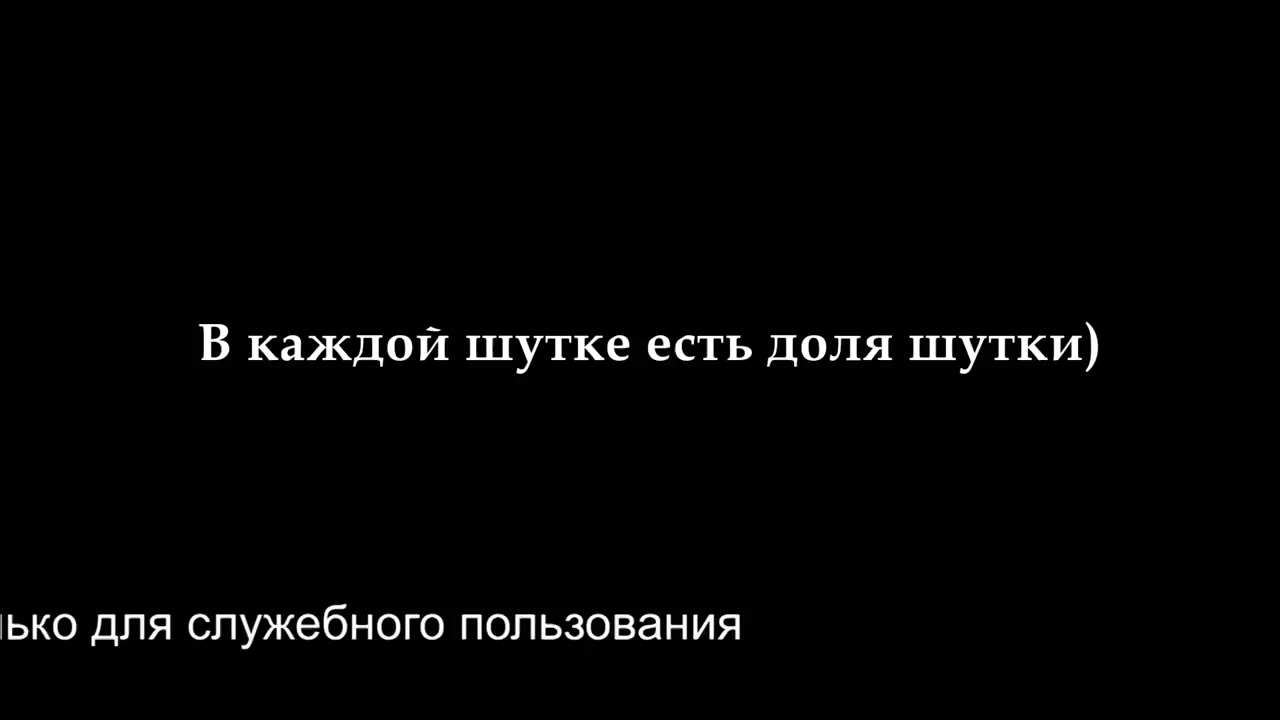 В каждой шутке есть доля шутки)
лько для служебного пользования